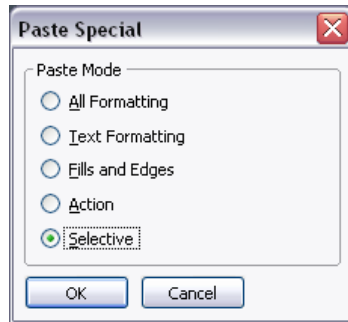 Paste Special
Paste Mode
All Formatting
Text Formatting
Fills and Edges
Action
Selective
OK Cancel